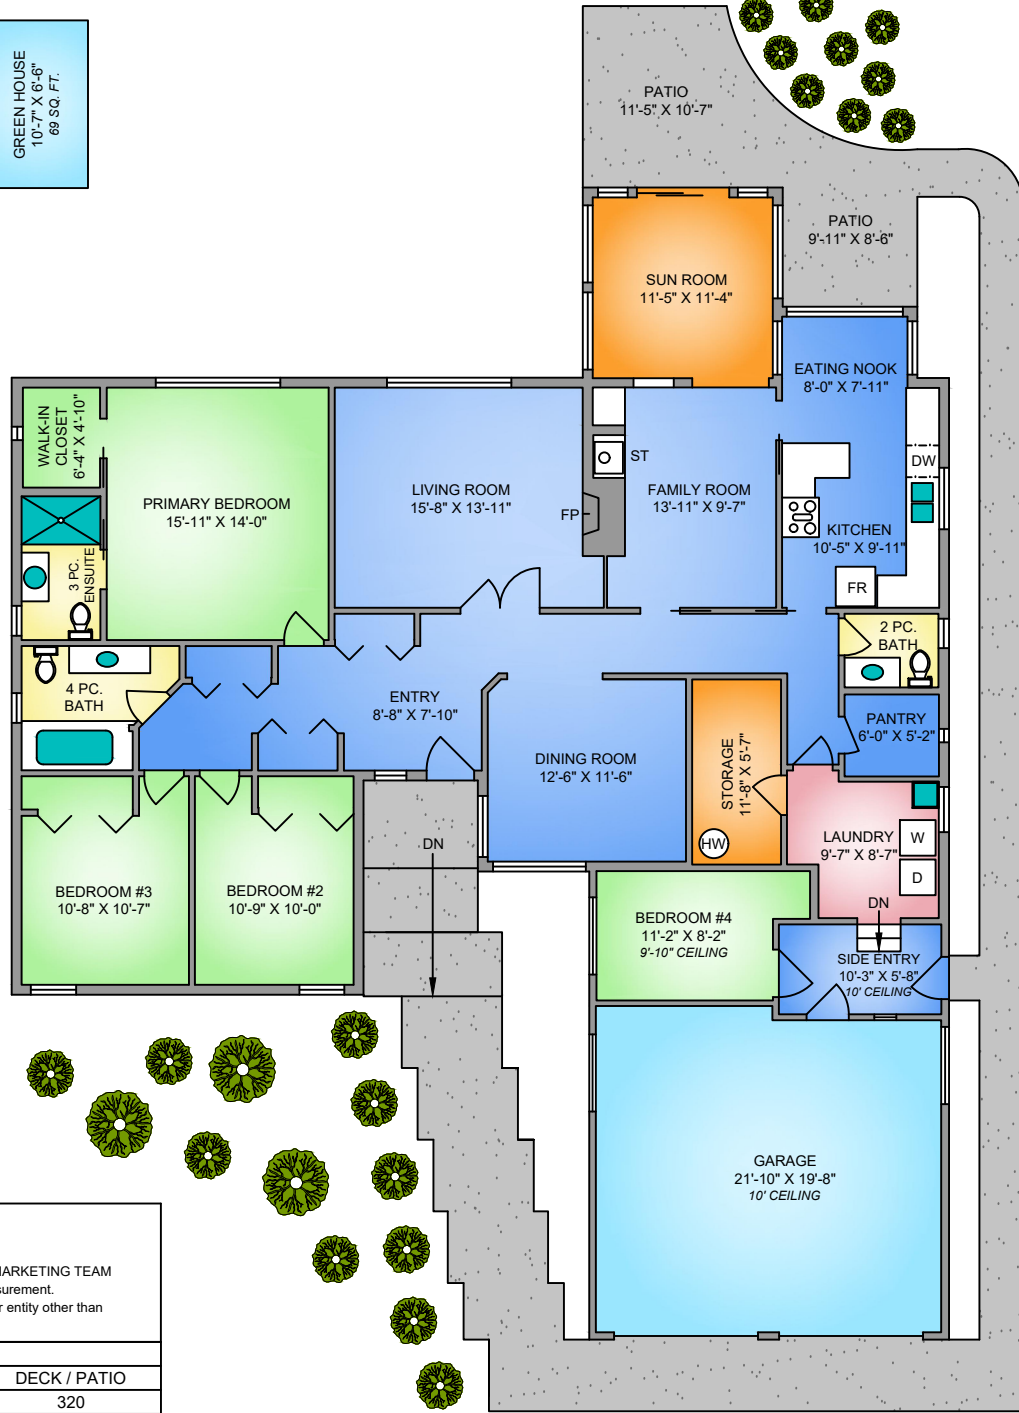 GREEN HOUSE
10'-7" X 6'-6"
69 SQ. FT.
PATIO
11'-5" X 10'-7"
PATIO
9'-11" X 8'-6"
SUN ROOM
11'-5" X 11'-4"
EATING NOOK
8'-0" X 7'-11"
WALK-IN
CLOSET
6'-4" X 4'-10"
PRIMARY BEDROOM
15'-11" X 14'-0"
LIVING ROOM
15'-8" X 13'-11"
ST
FP
FAMILY ROOM
13'-11" X 9'-7"
DW
KITCHEN
10'-5" X 9'-11"
FR
3 PC.
ENSUITE
2 PC.
BATH
4 PC.
BATH
ENTRY
8'-8" X 7'-10"
PANTRY
6'-0" X 5'-2"
DINING ROOM
12'-6" X 11'-6"
STORAGE
11'-8" X 5'-7"
HW
LAUNDRY
9'-7" X 8'-7"
W
D
DN
DN
BEDROOM #3
10'-8" X 10'-7"
BEDROOM #2
10'-9" X 10'-0"
BEDROOM #4
11'-2" X 8'-2"
9'-10" CEILING
SIDE ENTRY
10'-3" X 5'-8"
10' CEILING
GARAGE
21'-10" X 19'-8"
10' CEILING
MARKETING TEAM
surement.
r entity other than
DECK / PATIO
320